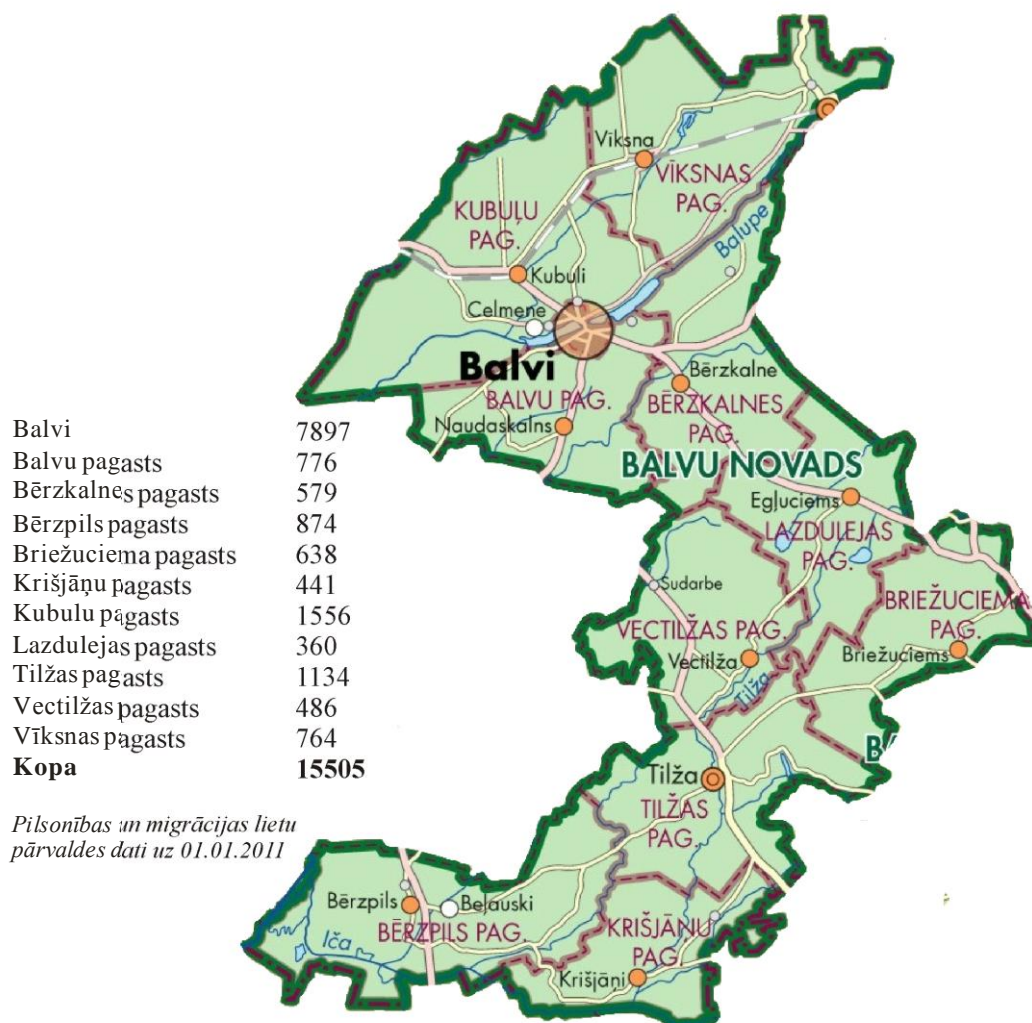 Balvi 7897
Balvu pagasts 776
Bērzkalnes pagasts 579
Bērzpils pagasts 874
Briežuciema pagasts 638
Krišjāņu pagasts 441
Kubulu pagasts 1556
Lazdulejas pagasts 360
Tilžas pagasts 1134
Vectilžas pagasts 486
Vīksnas pagasts 764
Kopa 15505
Pilsonības un migrācijas lietu
pārvaldes dati uz 01.01.2011
Viksna
VĪKSNAS
PAG.
KUBUĻU
PAG.
Balupe
Kubuli
Celmene
Balvi
BALVU PAG.
Naudaskalns
Bērzkalne
BĒRZKALNES
PAG.
BALVU NOVADS
Egļuciems
LAZDULEJAS
PAG.
Sudarbe
BRIEŽUCIEMA
PAG.
VECTILŽAS PAG.
Vectilža
Briežuciems
Tilža
Tilža
TILŽAS
PAG.
Bērzpils
Beļauski
BĒRZPILS PAG.
Iča
KRIŠJĀŅU
PAG.
Krišjāņi